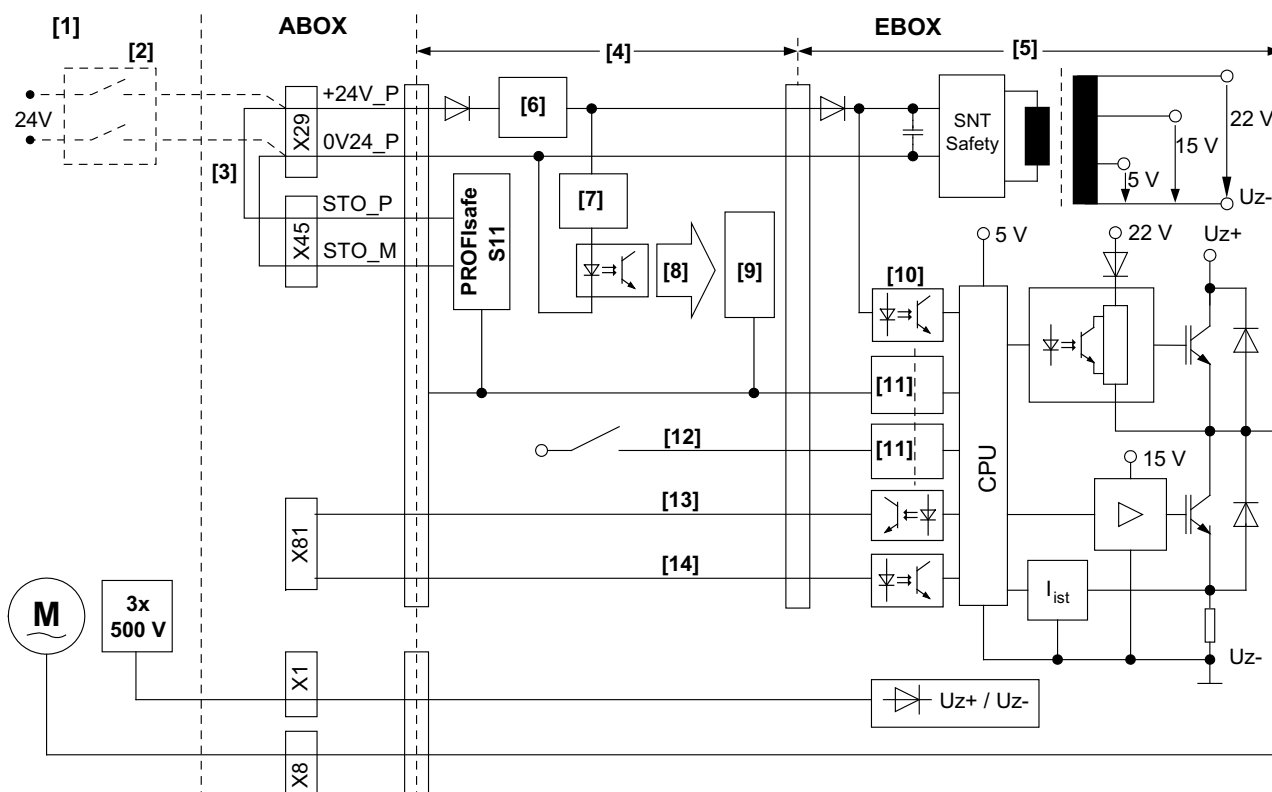 [1]
ABOX
EBOX
[2]
[4]
[5]
24V
X29
+24V_P
0V24_P
[6]
SNT
Safety
22 V
15 V
5 V
Uz-
[3]
X45
STO_P
STO_M
PROFIsafe
S11
[7]
[8]
[9]
5 V
22 V
Uz+
[10]
[11]
[12]
[11]
CPU
15 V
X81
[13]
[14]
Iist
Uz-
M
3x
500 V
X1
Uz+ / Uz-
X8